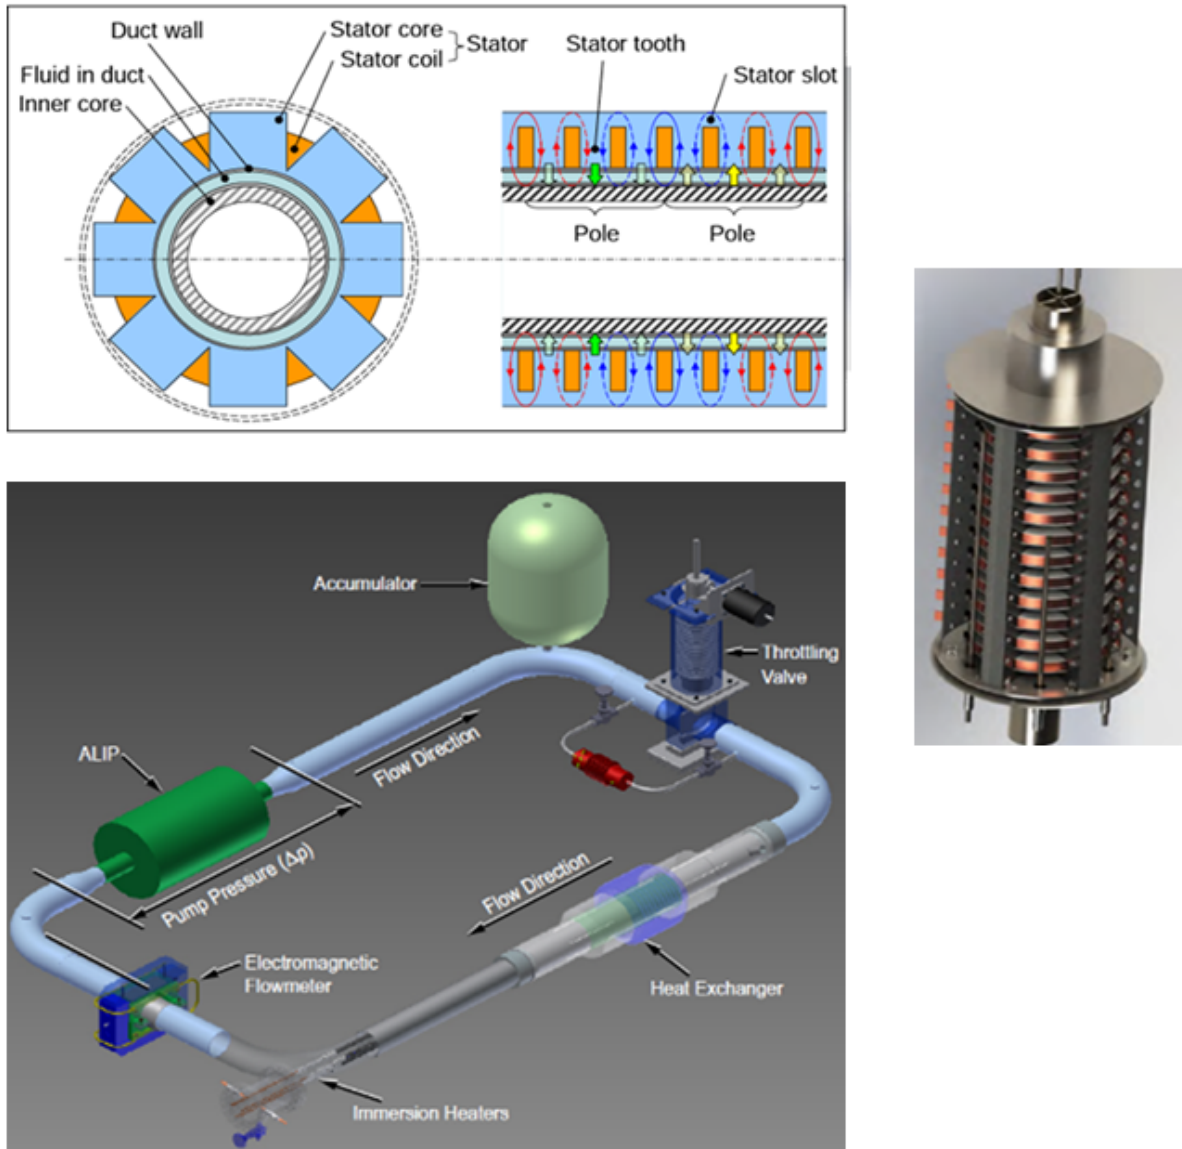 Duct wall
Stator core
Stator coil
Stator
Stator tooth
Fluid in duct
Stator slot
Inner core
Pole
Pole
Accumulator
Throttling
Valve
ALIP
Flow Direction
Pump Pressure (Δp)
Flow Direction
Electromagnetic
Flowmeter
Heat Exchanger
Immersion Heaters